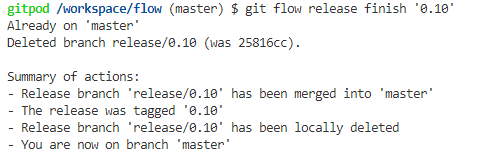 gitpod /workspace/flow (master) $ git flow release finish '0.10'
Already on 'master'
Deleted branch release/0.10 (was 25816cc).
Summary of actions:
- Release branch 'release/0.10' has been merged into 'master'
- The release was tagged '0.10'
- Release branch 'release/0.10' has been locally deleted
- You are now on branch 'master'